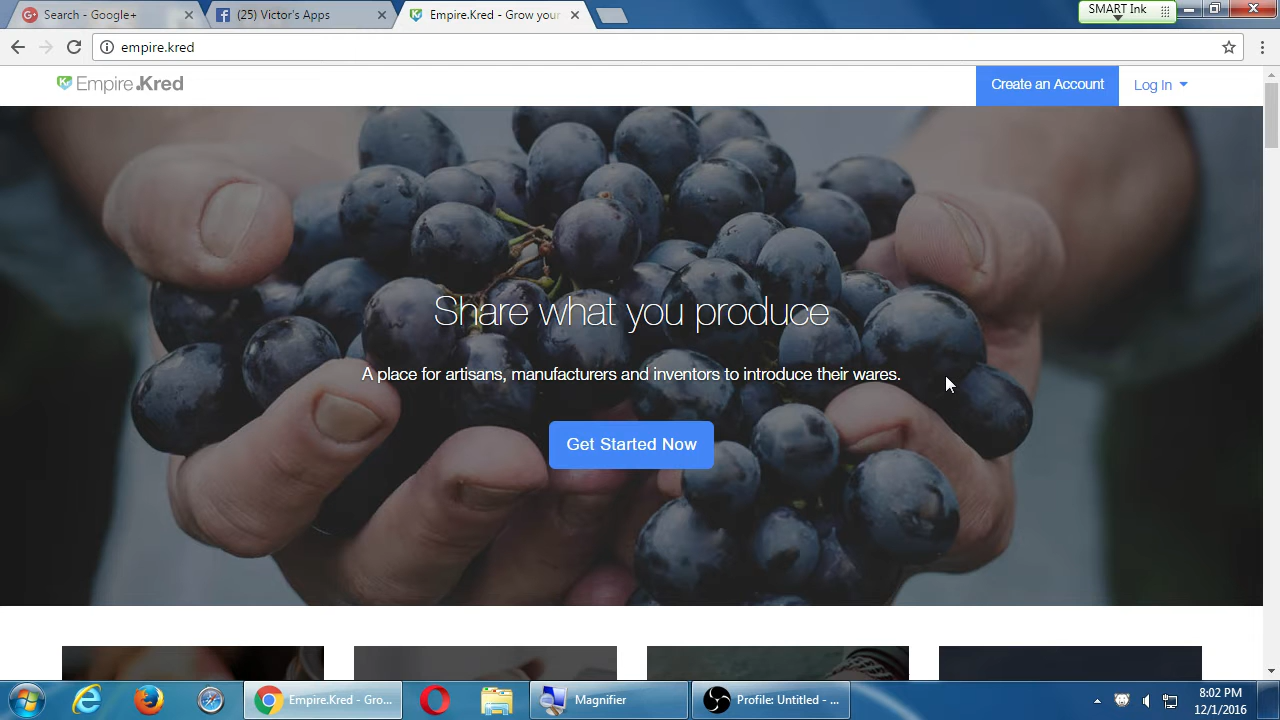 Search - Google+
(25) Victor's Apps
Empire.Kred - Grow your
SMART Ink
empire.kred
Empire.Kred
Create an Account
Log In
Share what you produce
A place for artisans, manufacturers and inventors to introduce their wares.
Get Started Now
Empire.Kred - Gro...
Magnifier
Profile: Untitled - ...
8:02 PM
12/1/2016